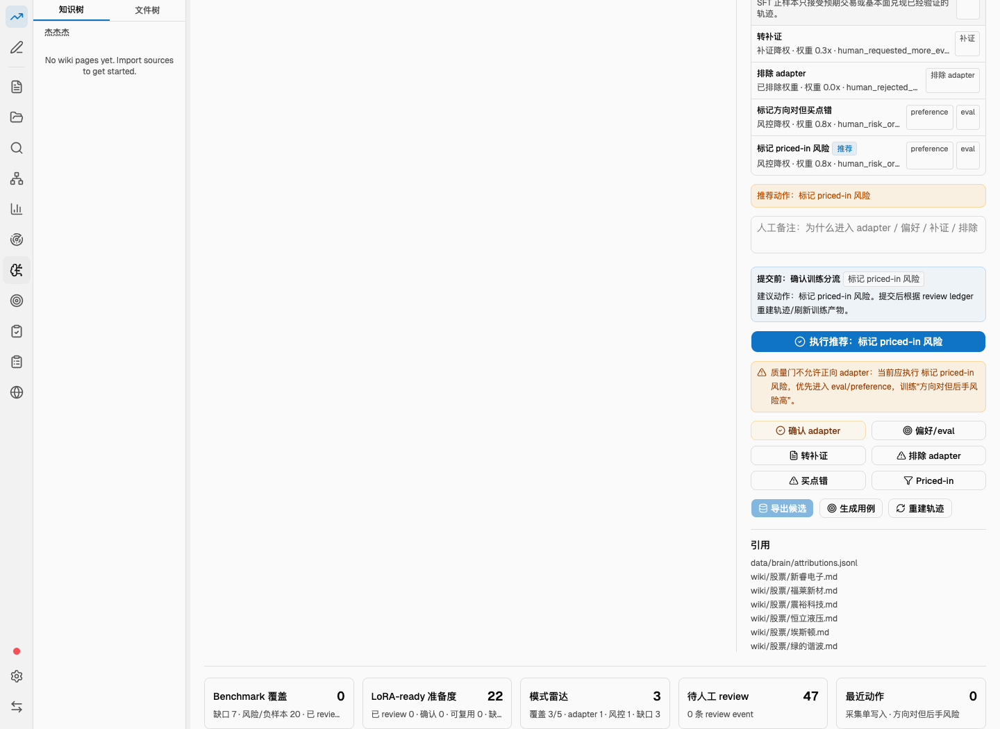 知识树
文件树
杰杰杰
No wiki pages yet. Import sources
to get started.
SFT 正样本只接受预期交易或基本面兑现已经验证的
轨迹。
转补证
补证降权 · 权重 0.3x · human_requested_more_ev...
补证
排除 adapter
已排除权重 · 权重 0.0x · human_rejected_...
排除 adapter
标记方向对但买点错
风控降权 · 权重 0.8x · human_risk_or...
preference
eval
标记 priced-in 风险 推荐
风控降权 · 权重 0.8x · human_risk_or...
preference
eval
推荐动作：标记 priced-in 风险
人工备注：为什么进入 adapter / 偏好 / 补证 / 排除
提交前：确认训练分流 标记 priced-in 风险
建议动作：标记 priced-in 风险。提交后根据 review ledger
重建轨迹/刷新训练产物。
执行推荐：标记 priced-in 风险
质量门不允许正向 adapter：当前应执行 标记 priced-in
风险，优先进入 eval/preference，训练“方向对但后手风
险高”。
确认 adapter
偏好/eval
转补证
排除 adapter
买点错
Priced-in
导出候选
生成用例
重建轨迹
引用
data/brain/attributions.jsonl
wiki/股票/新睿电子.md
wiki/股票/福莱新材.md
wiki/股票/震裕科技.md
wiki/股票/恒立液压.md
wiki/股票/埃斯顿.md
wiki/股票/绿的谐波.md
Benchmark 覆盖 0
缺口 7 · 风险/负样本 20 · 已 revie...
LoRA-ready 准备度 22
已 review 0 · 确认 0 · 可复用 0 · 缺...
模式雷达 3
覆盖 3/5 · adapter 1 · 风控 1 · 缺口 3
待人工 review 47
0 条 review event
最近动作 0
采集单写入 · 方向对但后手风险